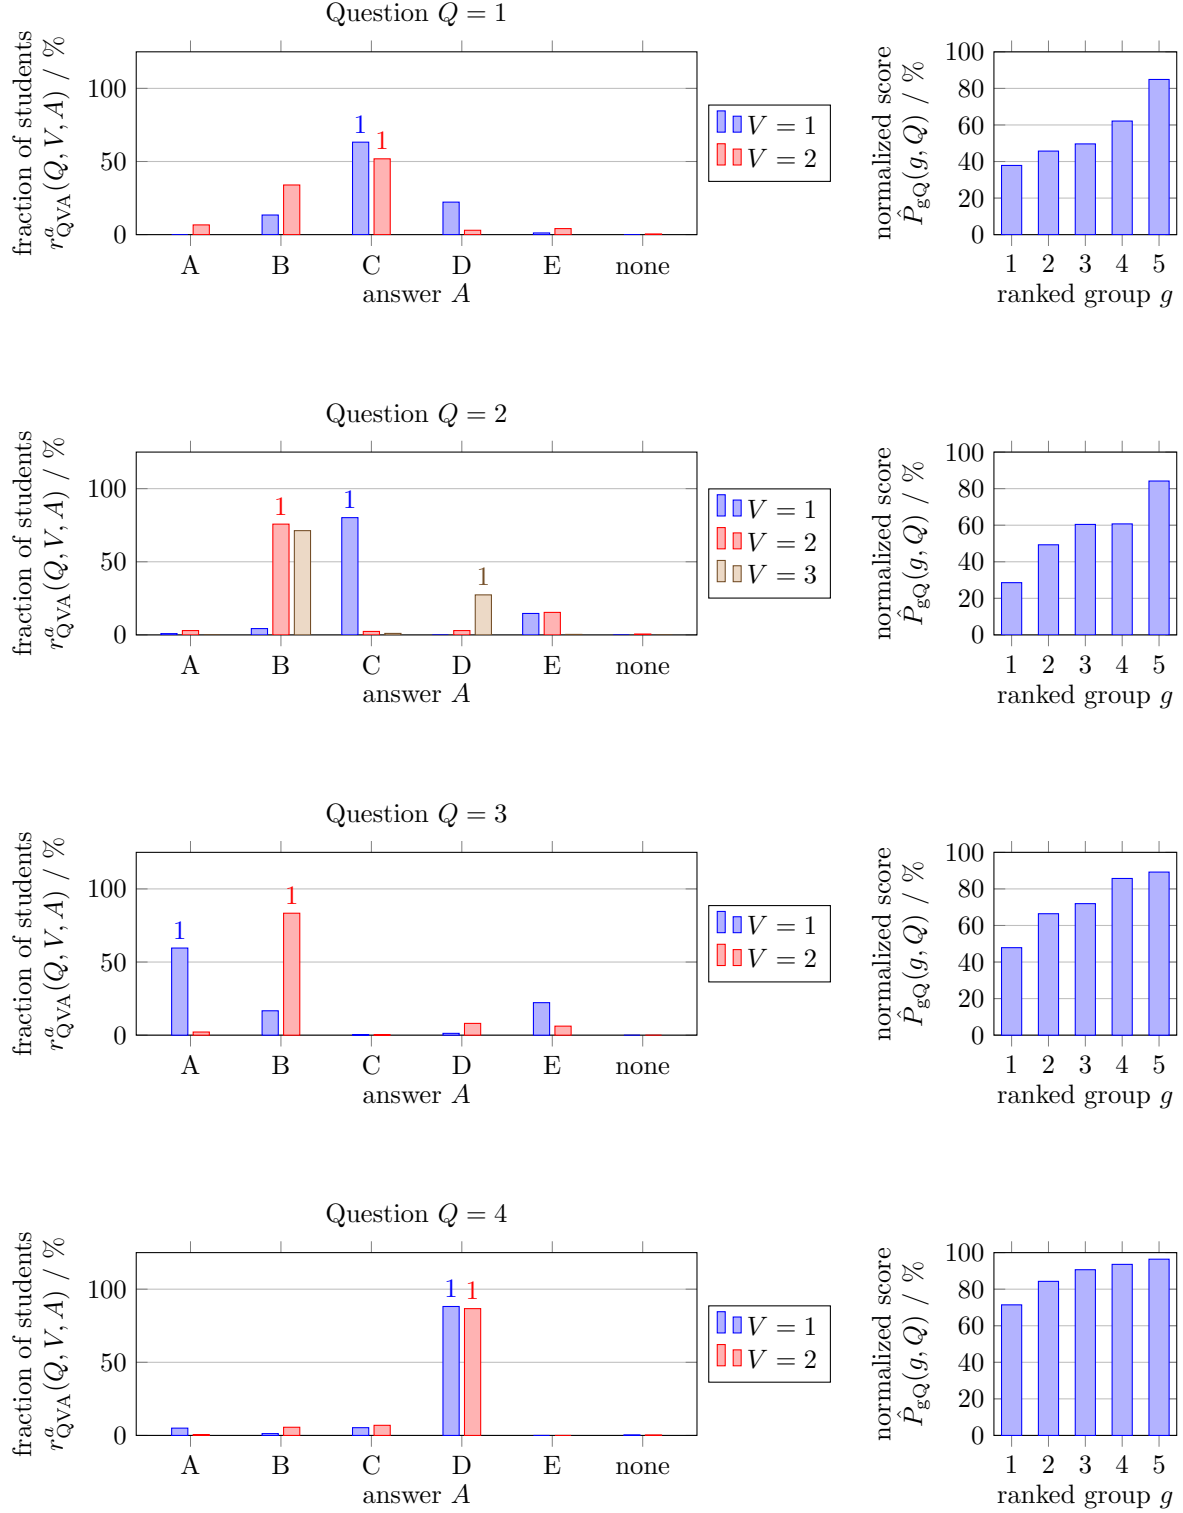 Question Q = 1
fraction of students
r^a_QVA(Q, V, A) / %
100
50
0
1
1
A B C D E none
answer A
V = 1
V = 2
normalized score
P̂_gQ(g, Q) / %
100
80
60
40
20
0
1 2 3 4 5
ranked group g
Question Q = 2
fraction of students
r^a_QVA(Q, V, A) / %
100
50
0
1
1
1
A B C D E none
answer A
V = 1
V = 2
V = 3
normalized score
P̂_gQ(g, Q) / %
100
80
60
40
20
0
1 2 3 4 5
ranked group g
Question Q = 3
fraction of students
r^a_QVA(Q, V, A) / %
100
50
0
1
1
A B C D E none
answer A
V = 1
V = 2
normalized score
P̂_gQ(g, Q) / %
100
80
60
40
20
0
1 2 3 4 5
ranked group g
Question Q = 4
fraction of students
r^a_QVA(Q, V, A) / %
100
50
0
1
1
A B C D E none
answer A
V = 1
V = 2
normalized score
P̂_gQ(g, Q) / %
100
80
60
40
20
0
1 2 3 4 5
ranked group g